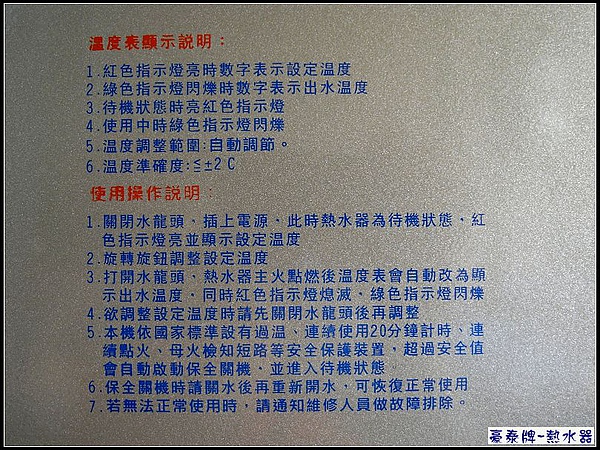 溫度表顯示說明：
1.紅色指示燈亮時數字表示設定溫度
2.綠色指示燈閃爍時數字表示出水溫度
3.待機狀態時亮紅色指示燈
4.使用中時綠色指示燈閃爍
5.溫度調整範圍:自動調節。
6.溫度準確度:≦±2℃
使用操作說明：
1.關閉水龍頭、插上電源、此時熱水器為待機狀態、紅
色指示燈亮並顯示設定溫度
2.旋轉旋鈕調整設定溫度
3.打開水龍頭、熱水器主火點燃後溫度表會自動改為顯
示出水溫度、同時紅色指示燈熄滅、綠色指示燈閃爍
4.欲調整設定溫度時請先關閉水龍頭後再調整
5.本機依國家標準設有過溫、連續使用20分鐘計時、連
續點火、母火檢知短路等安全保護裝置，超過安全值
會自動啟動保全關機、並進入待機狀態。
6.保全關機時請關水後再重新開水，可恢復正常使用
7.若無法正常使用時，請通知維修人員做故障排除。
豪泰牌-熱水器